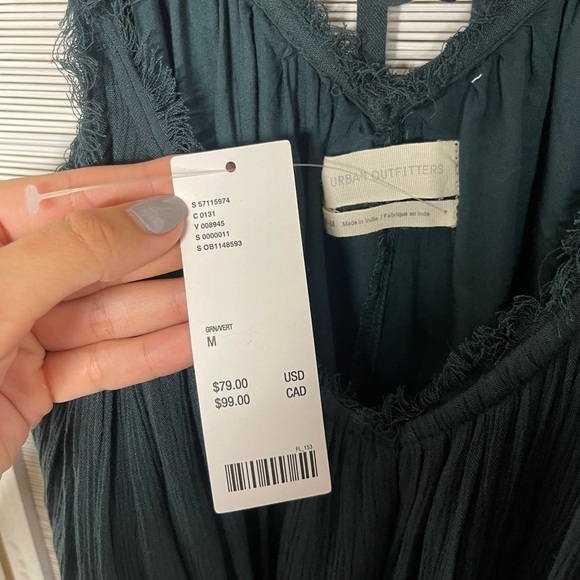 S 57115974
C 0131
V 008945
S 0000011
S OB1148593
GRN/VERT
M
$79.00 USD
$99.00 CAD
PI_153
URBAN OUTFITTERS
M
Made in India / Fabriqué en Inde